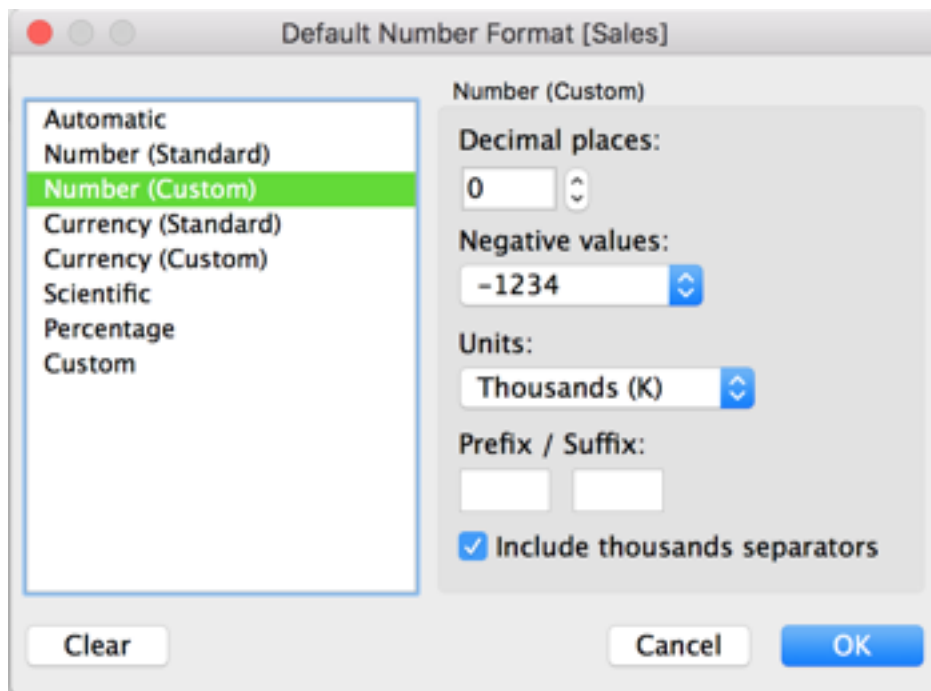 Default Number Format [Sales]
Automatic
Number (Standard)
Number (Custom)
Currency (Standard)
Currency (Custom)
Scientific
Percentage
Custom
Number (Custom)
Decimal places:
0
Negative values:
-1234
Units:
Thousands (K)
Prefix / Suffix:
Include thousands separators
Clear
Cancel
OK